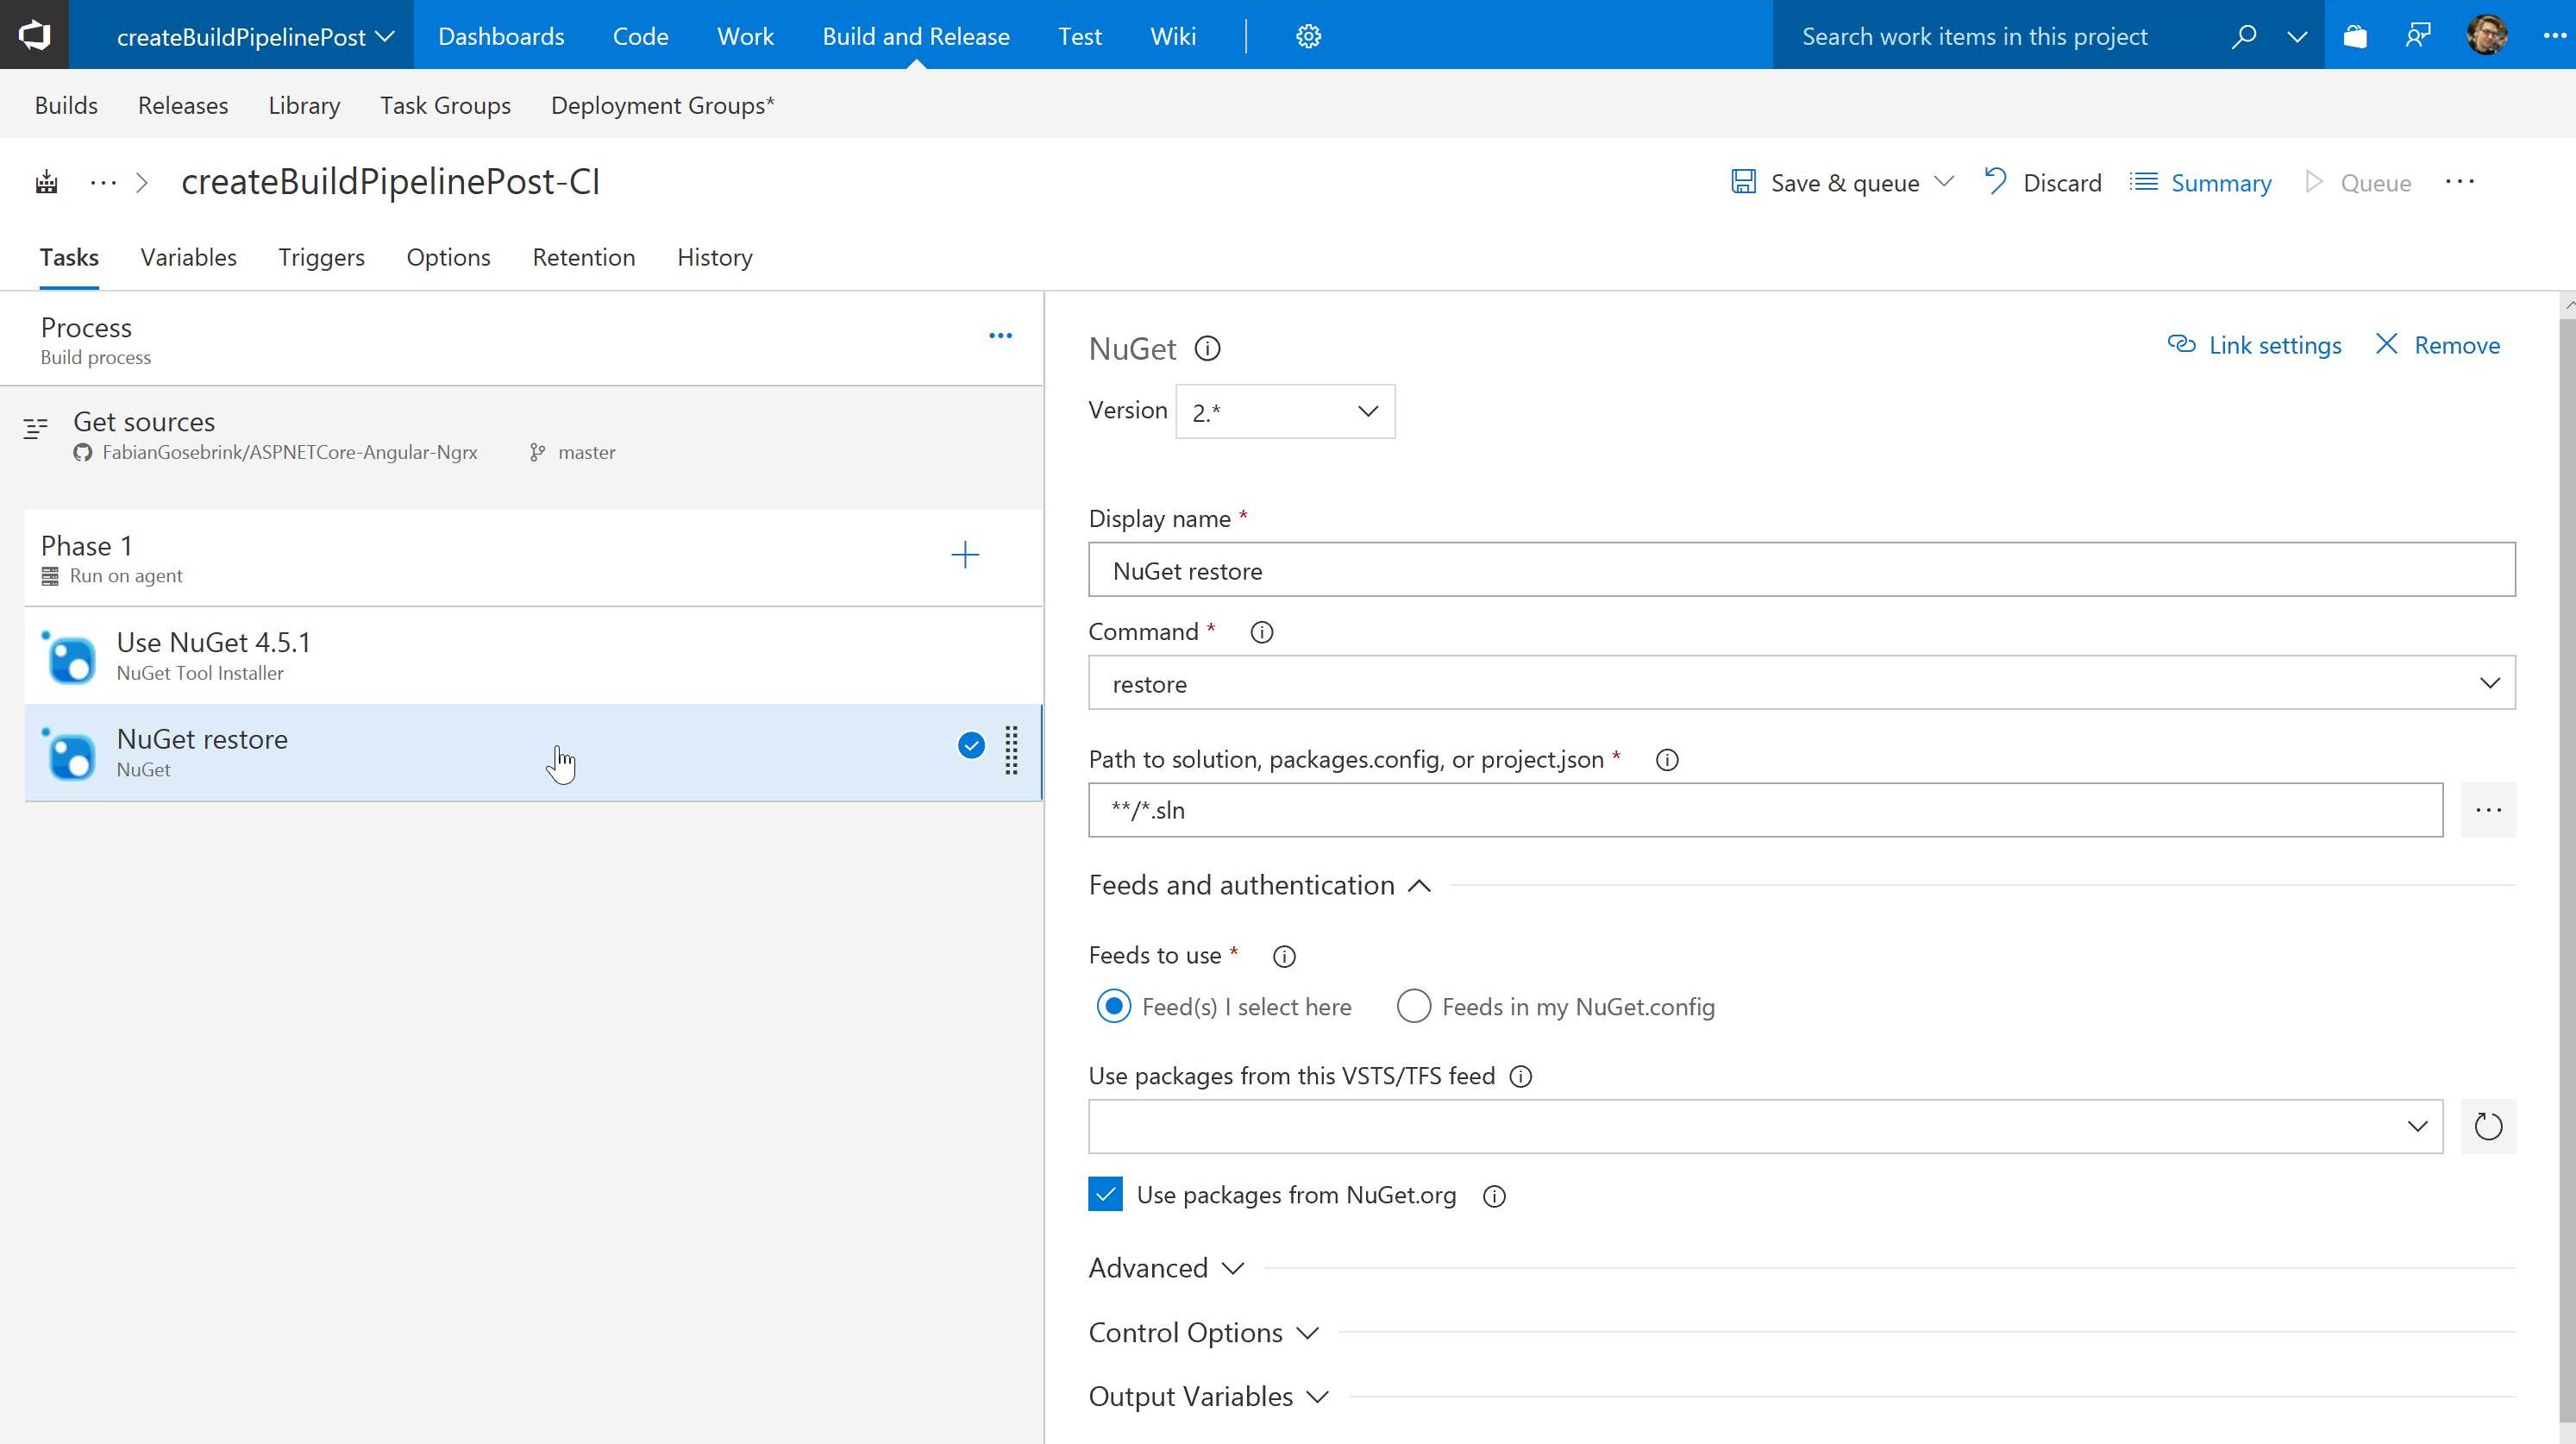 createBuildPipelinePost
Dashboards Code Work Build and Release Test Wiki
Search work items in this project
Builds Releases Library Task Groups Deployment Groups*
createBuildPipelinePost-CI
Save & queue Discard Summary Queue
Tasks Variables Triggers Options Retention History
Process
Build process
Get sources
FabianGosebrink/ASPNETCore-Angular-Ngrx master
Phase 1
Run on agent
Use NuGet 4.5.1
NuGet Tool Installer
NuGet restore
NuGet
NuGet
Link settings Remove
Version 2.*
Display name *
NuGet restore
Command *
restore
Path to solution, packages.config, or project.json *
**/*.sln
Feeds and authentication
Feeds to use *
Feed(s) I select here Feeds in my NuGet.config
Use packages from this VSTS/TFS feed
Use packages from NuGet.org
Advanced
Control Options
Output Variables